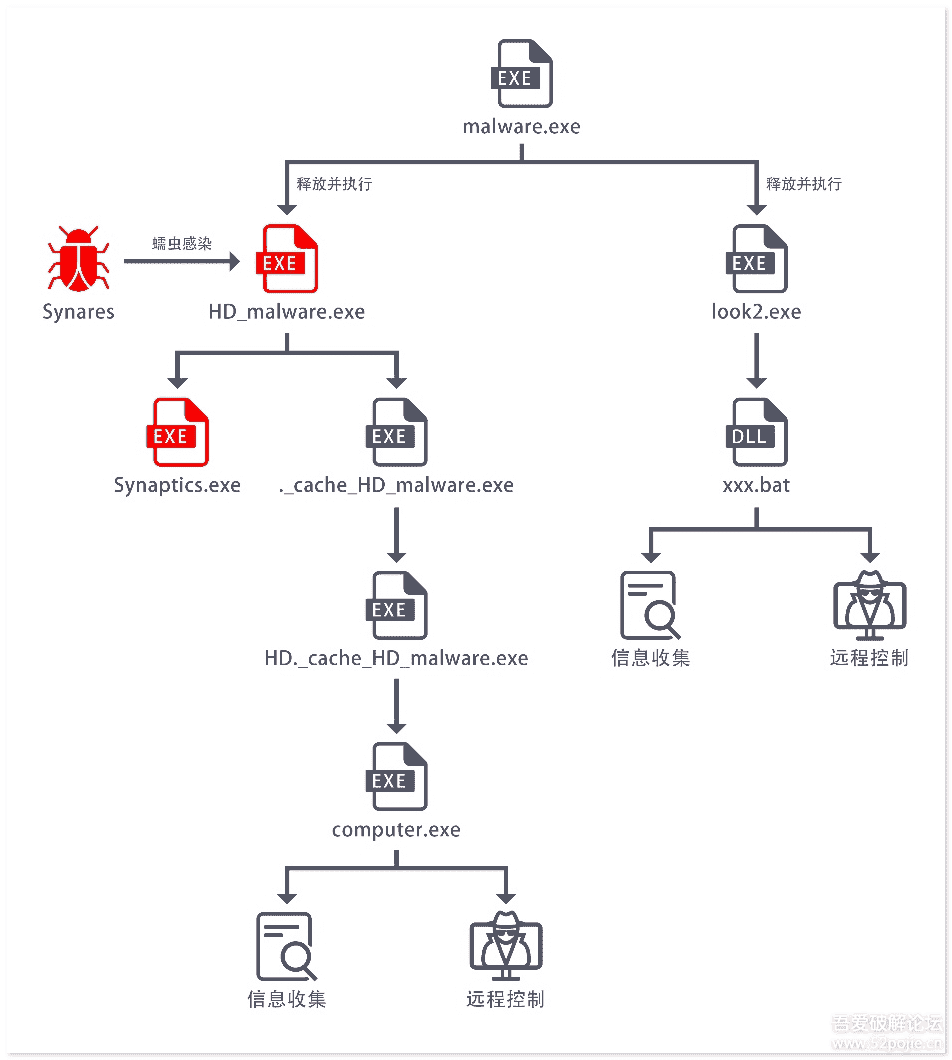 EXE
malware.exe
释放并执行
释放并执行
蠕虫感染
EXE
EXE
Synares
HD_malware.exe
look2.exe
EXE
EXE
DLL
Synaptics.exe
._cache_HD_malware.exe
xxx.bat
EXE
HD._cache_HD_malware.exe
信息收集
远程控制
EXE
computer.exe
信息收集
远程控制
吾爱破解论坛
www.52pojie.cn